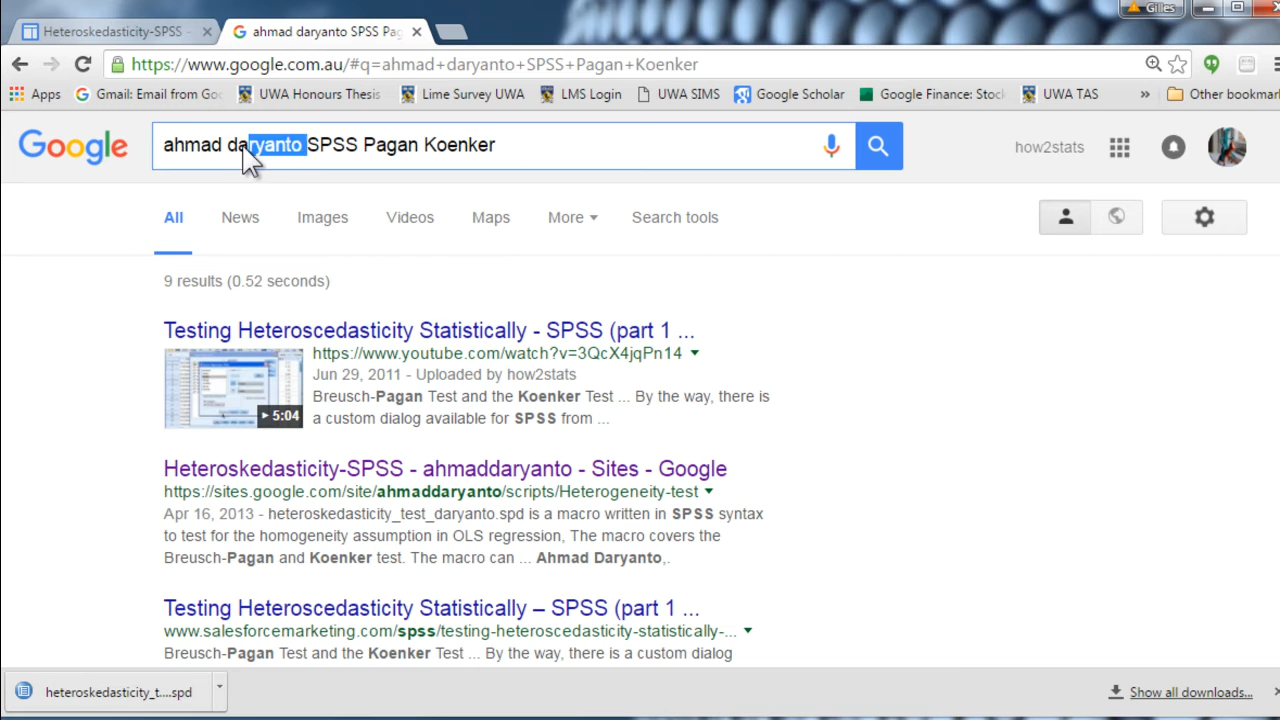 Gilles
Heteroskedasticity-SPSS -
ahmad daryanto SPSS Pag
https://www.google.com.au/#q=ahmad+daryanto+SPSS+Pagan+Koenker
Apps Gmail: Email from Goo UWA Honours Thesis Lime Survey UWA LMS Login UWA SIMS Google Scholar Google Finance: Stock UWA TAS » Other bookmar
Google
ahmad daryanto SPSS Pagan Koenker
how2stats
All News Images Videos Maps More Search tools
9 results (0.52 seconds)
Testing Heteroscedasticity Statistically - SPSS (part 1 ...
https://www.youtube.com/watch?v=3QcX4jqPn14
Jun 29, 2011 - Uploaded by how2stats
Breusch-Pagan Test and the Koenker Test ... By the way, there is
a custom dialog available for SPSS from ...
5:04
Heteroskedasticity-SPSS - ahmaddaryanto - Sites - Google
https://sites.google.com/site/ahmaddaryanto/scripts/Heterogeneity-test
Apr 16, 2013 - heteroskedasticity_test_daryanto.spd is a macro written in SPSS syntax
to test for the homogeneity assumption in OLS regression, The macro covers the
Breusch-Pagan and Koenker test. The macro can ... Ahmad Daryanto,.
Testing Heteroscedasticity Statistically – SPSS (part 1 ...
www.salesforcemarketing.com/spss/testing-heteroscedasticity-statistically-...
Breusch-Pagan Test and the Koenker Test ... By the way, there is a custom dialog
heteroskedasticity_t....spd
Show all downloads...